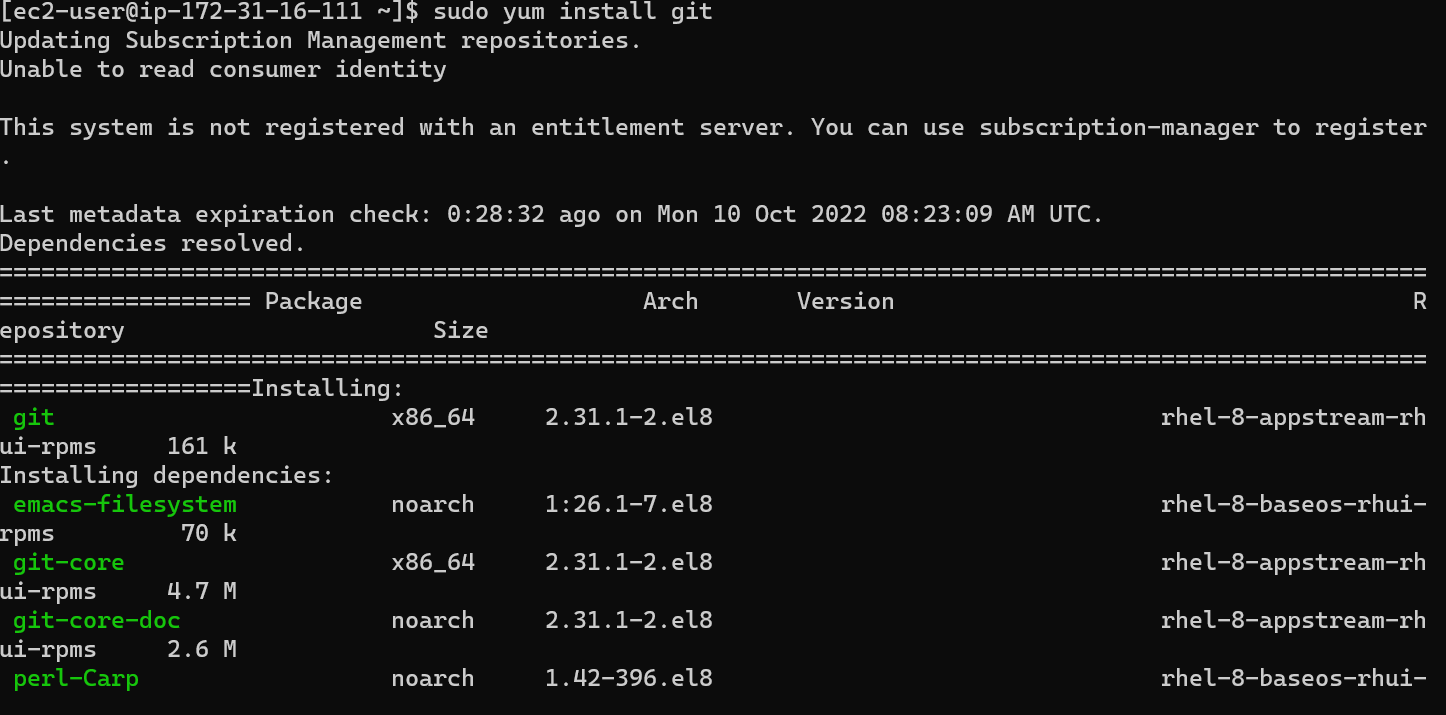 [ec2-user@ip-172-31-16-111 ~]$ sudo yum install git
Updating Subscription Management repositories.
Unable to read consumer identity
This system is not registered with an entitlement server. You can use subscription-manager to register
.
Last metadata expiration check: 0:28:32 ago on Mon 10 Oct 2022 08:23:09 AM UTC.
Dependencies resolved.
======================================================================================================
================== Package                    Arch       Version                                     R
epository                      Size
======================================================================================================
==================Installing:
git                        x86_64     2.31.1-2.el8                                rhel-8-appstream-rh
ui-rpms     161 k
Installing dependencies:
emacs-filesystem           noarch     1:26.1-7.el8                                rhel-8-baseos-rhui-
rpms          70 k
git-core                   x86_64     2.31.1-2.el8                                rhel-8-appstream-rh
ui-rpms     4.7 M
git-core-doc               noarch     2.31.1-2.el8                                rhel-8-appstream-rh
ui-rpms     2.6 M
perl-Carp                  noarch     1.42-396.el8                                rhel-8-baseos-rhui-